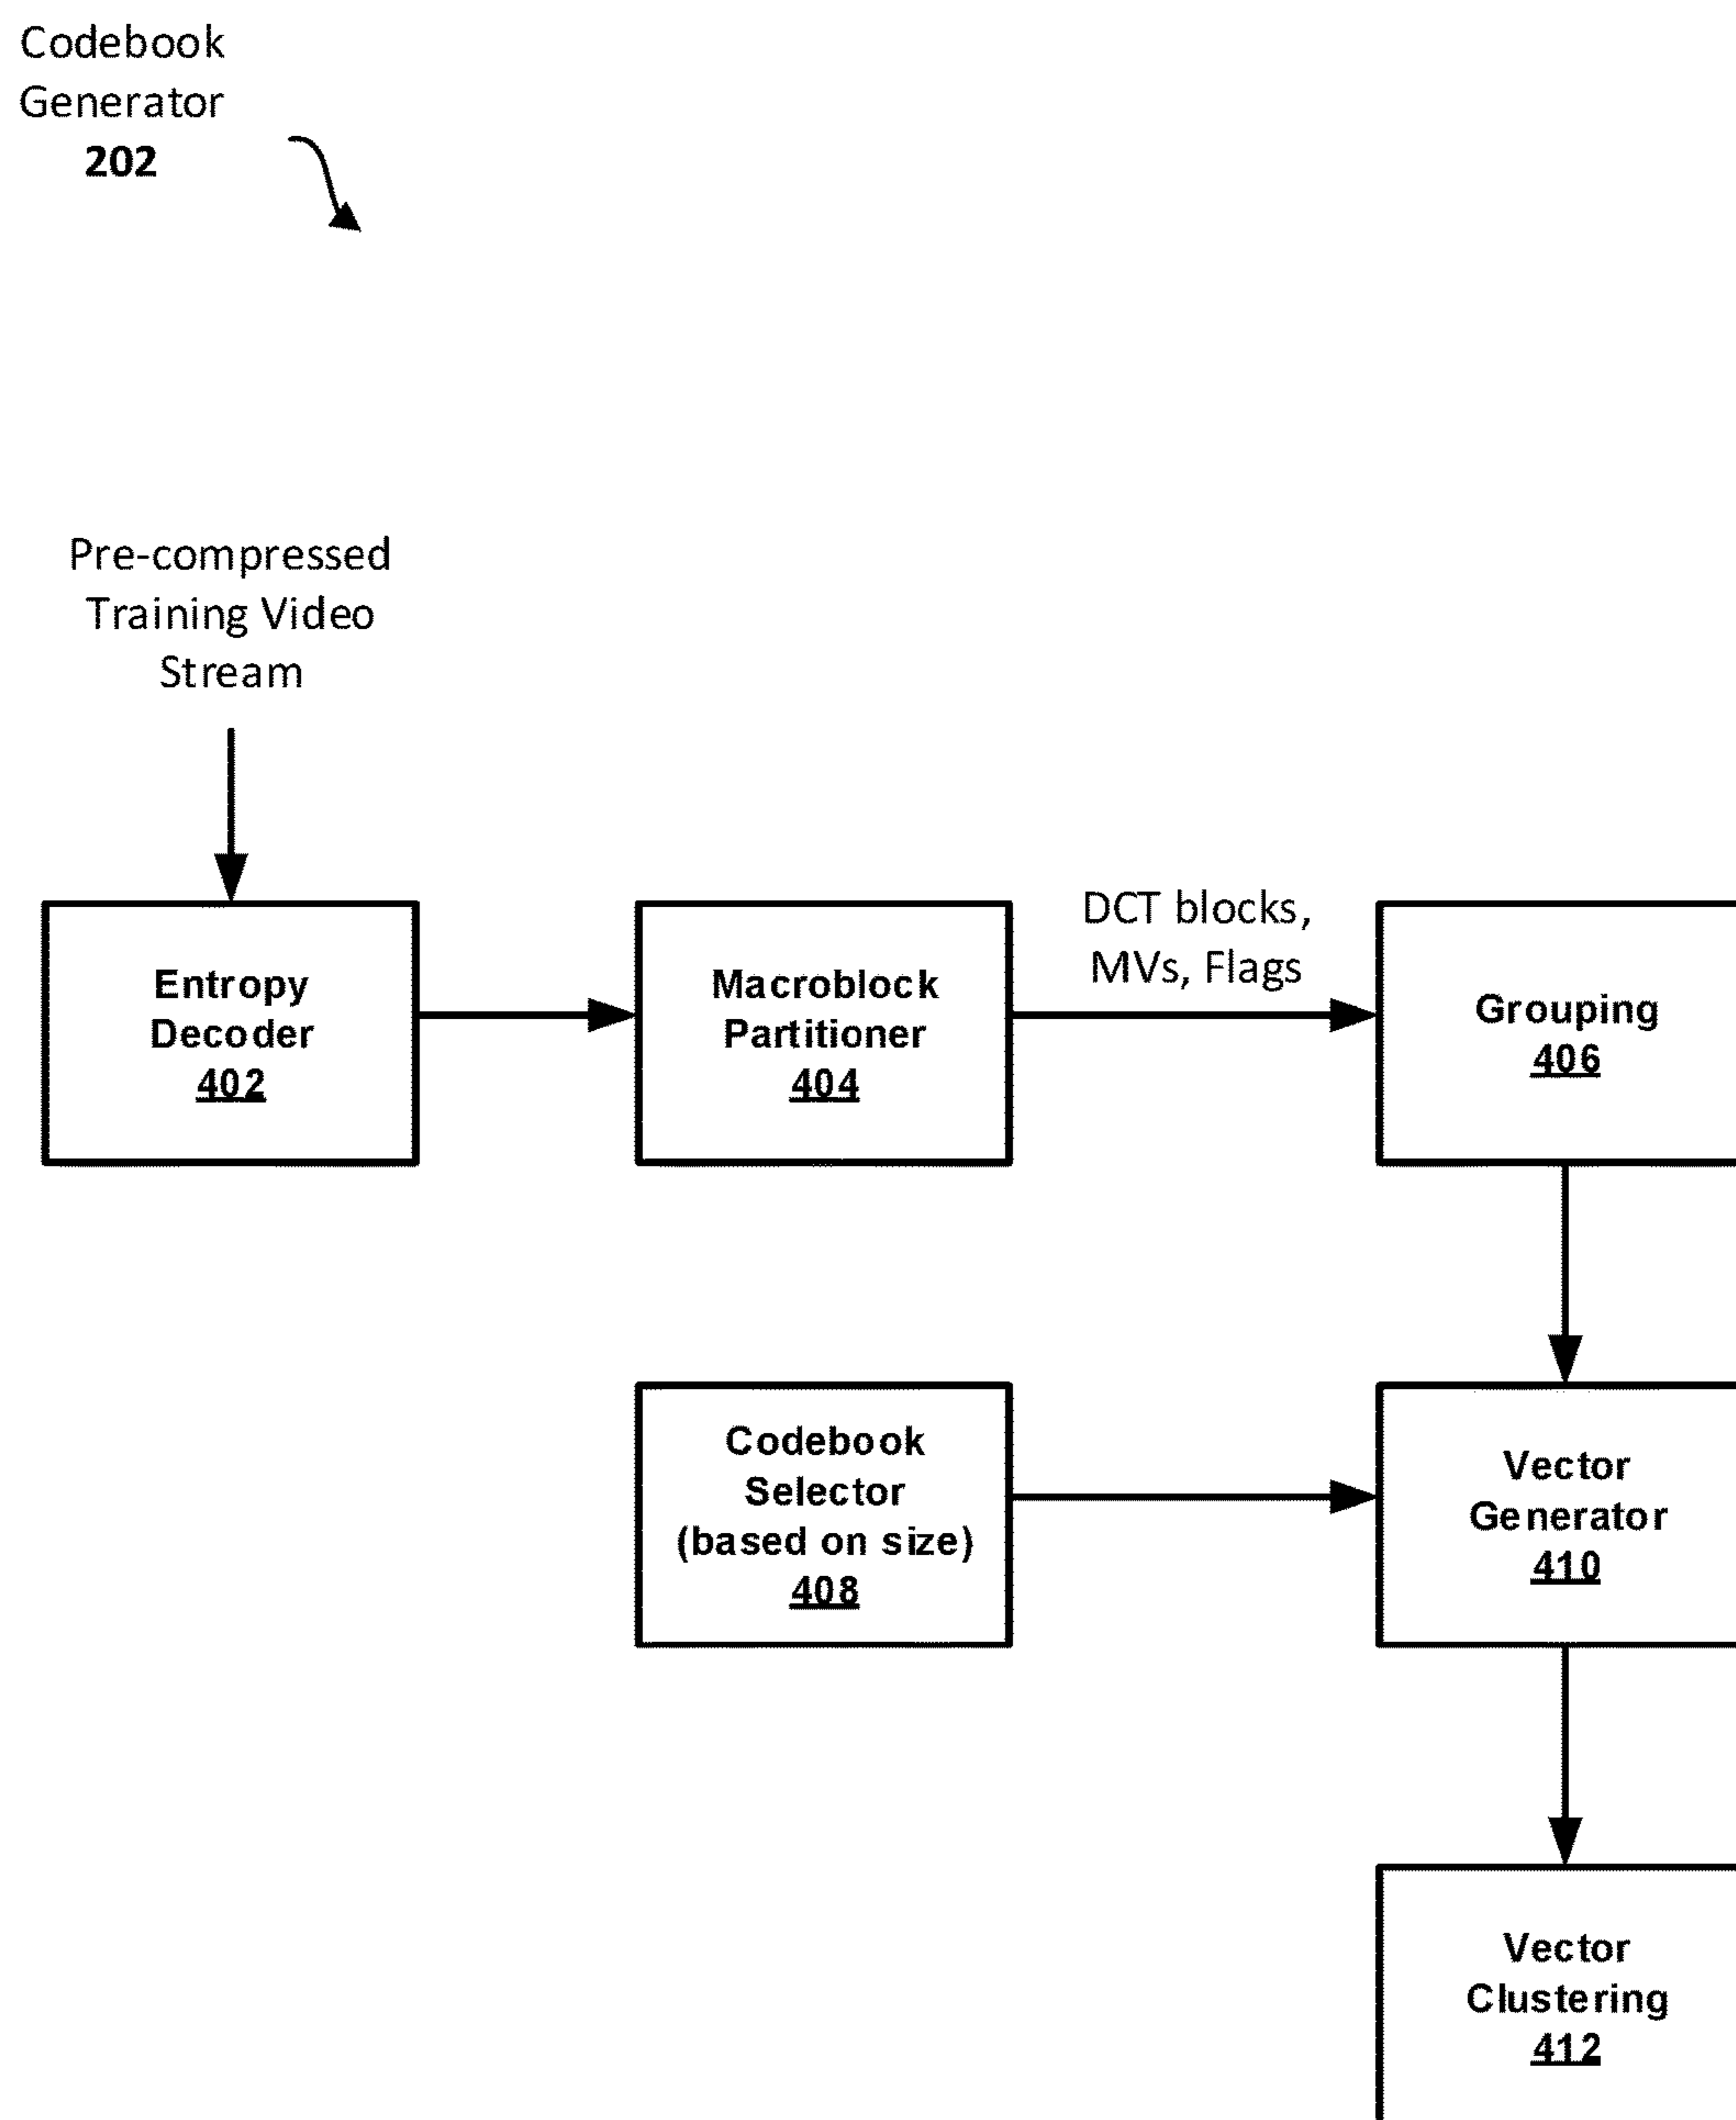 Codebook
Generator
202
Pre-compressed
Training Video
Stream
Entropy
Decoder
402
Macroblock
Partitioner
404
DCT blocks,
MVs, Flags
Grouping
406
Codebook
Selector
(based on size)
408
Vector
Generator
410
Vector
Clustering
412